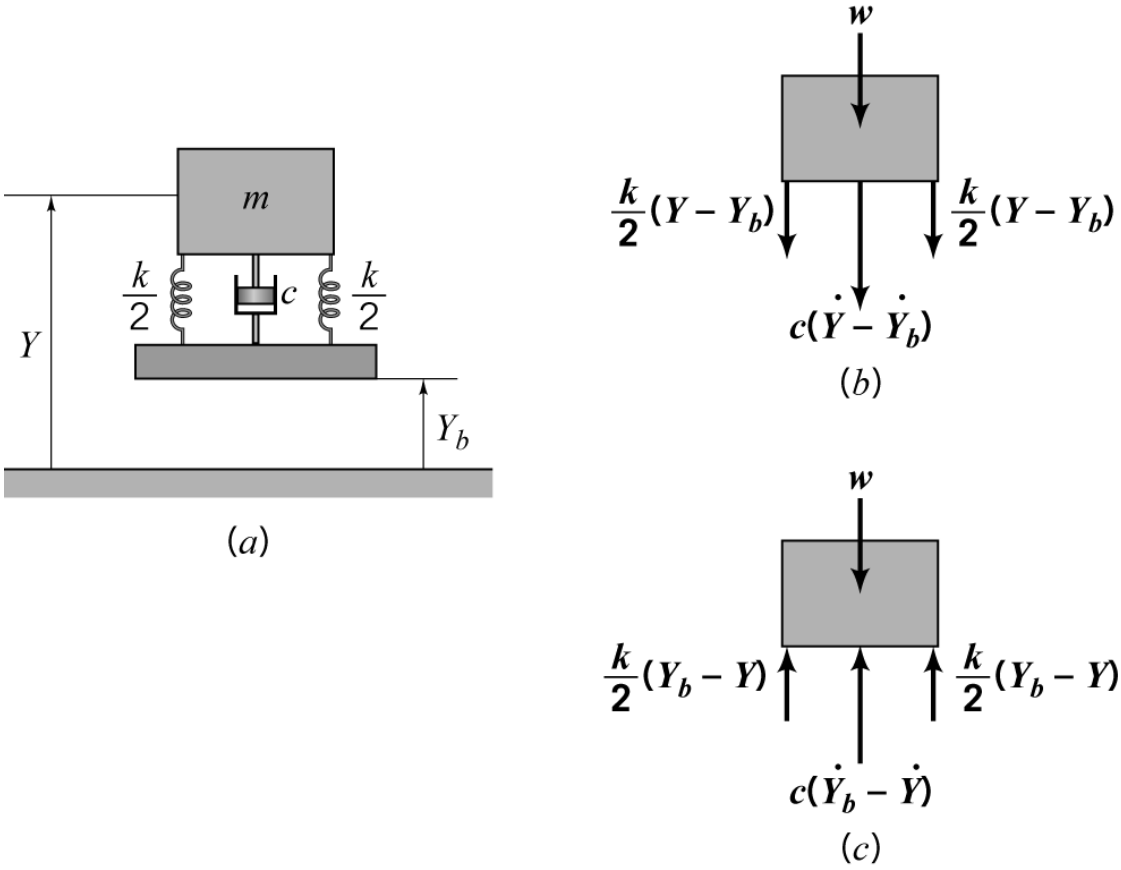 m
k/2
c
k/2
Y
Y_b
(a)
w
k/2 (Y – Y_b)
k/2 (Y – Y_b)
c(Ẏ – Ẏ_b)
(b)
w
k/2 (Y_b – Y)
k/2 (Y_b – Y)
c(Ẏ_b – Ẏ)
(c)